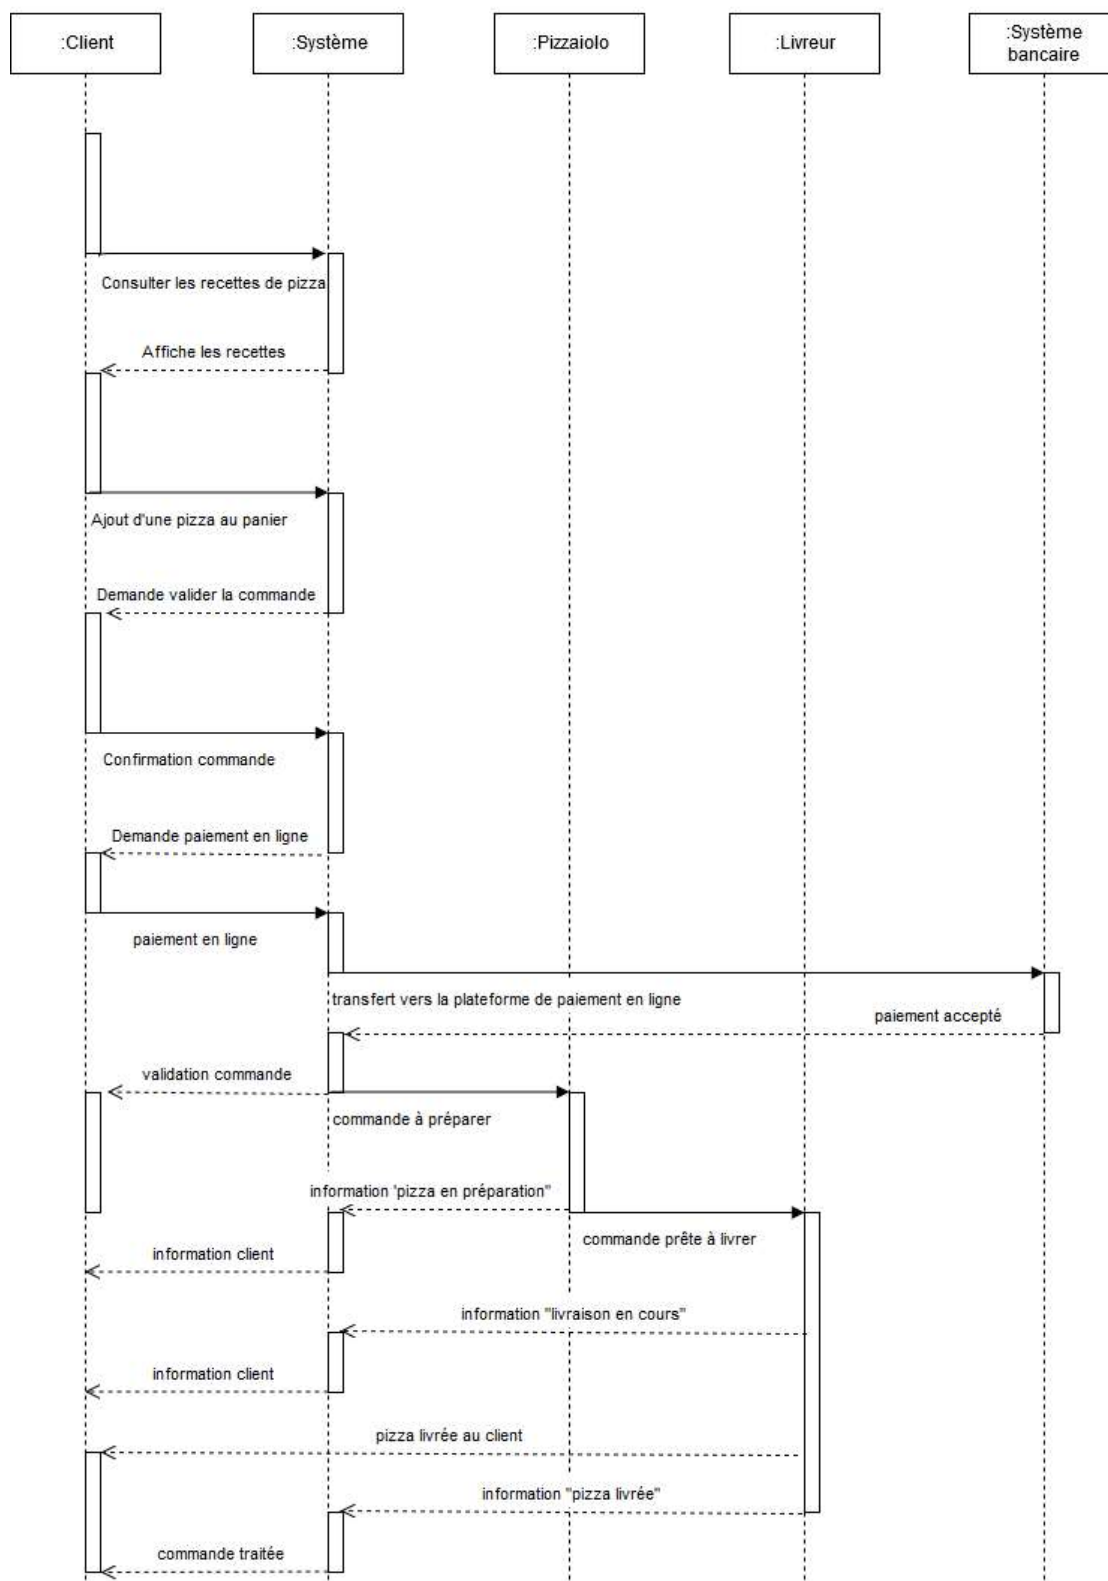 :Client
:Système
:Pizzaiolo
:Livreur
:Système
bancaire
Consulter les recettes de pizza
Affiche les recettes
Ajout d'une pizza au panier
Demande valider la commande
Confirmation commande
Demande paiement en ligne
paiement en ligne
transfert vers la plateforme de paiement en ligne
paiement accepté
validation commande
commande à préparer
information 'pizza en préparation"
commande prête à livrer
information client
information "livraison en cours"
information client
pizza livrée au client
information "pizza livrée"
commande traitée